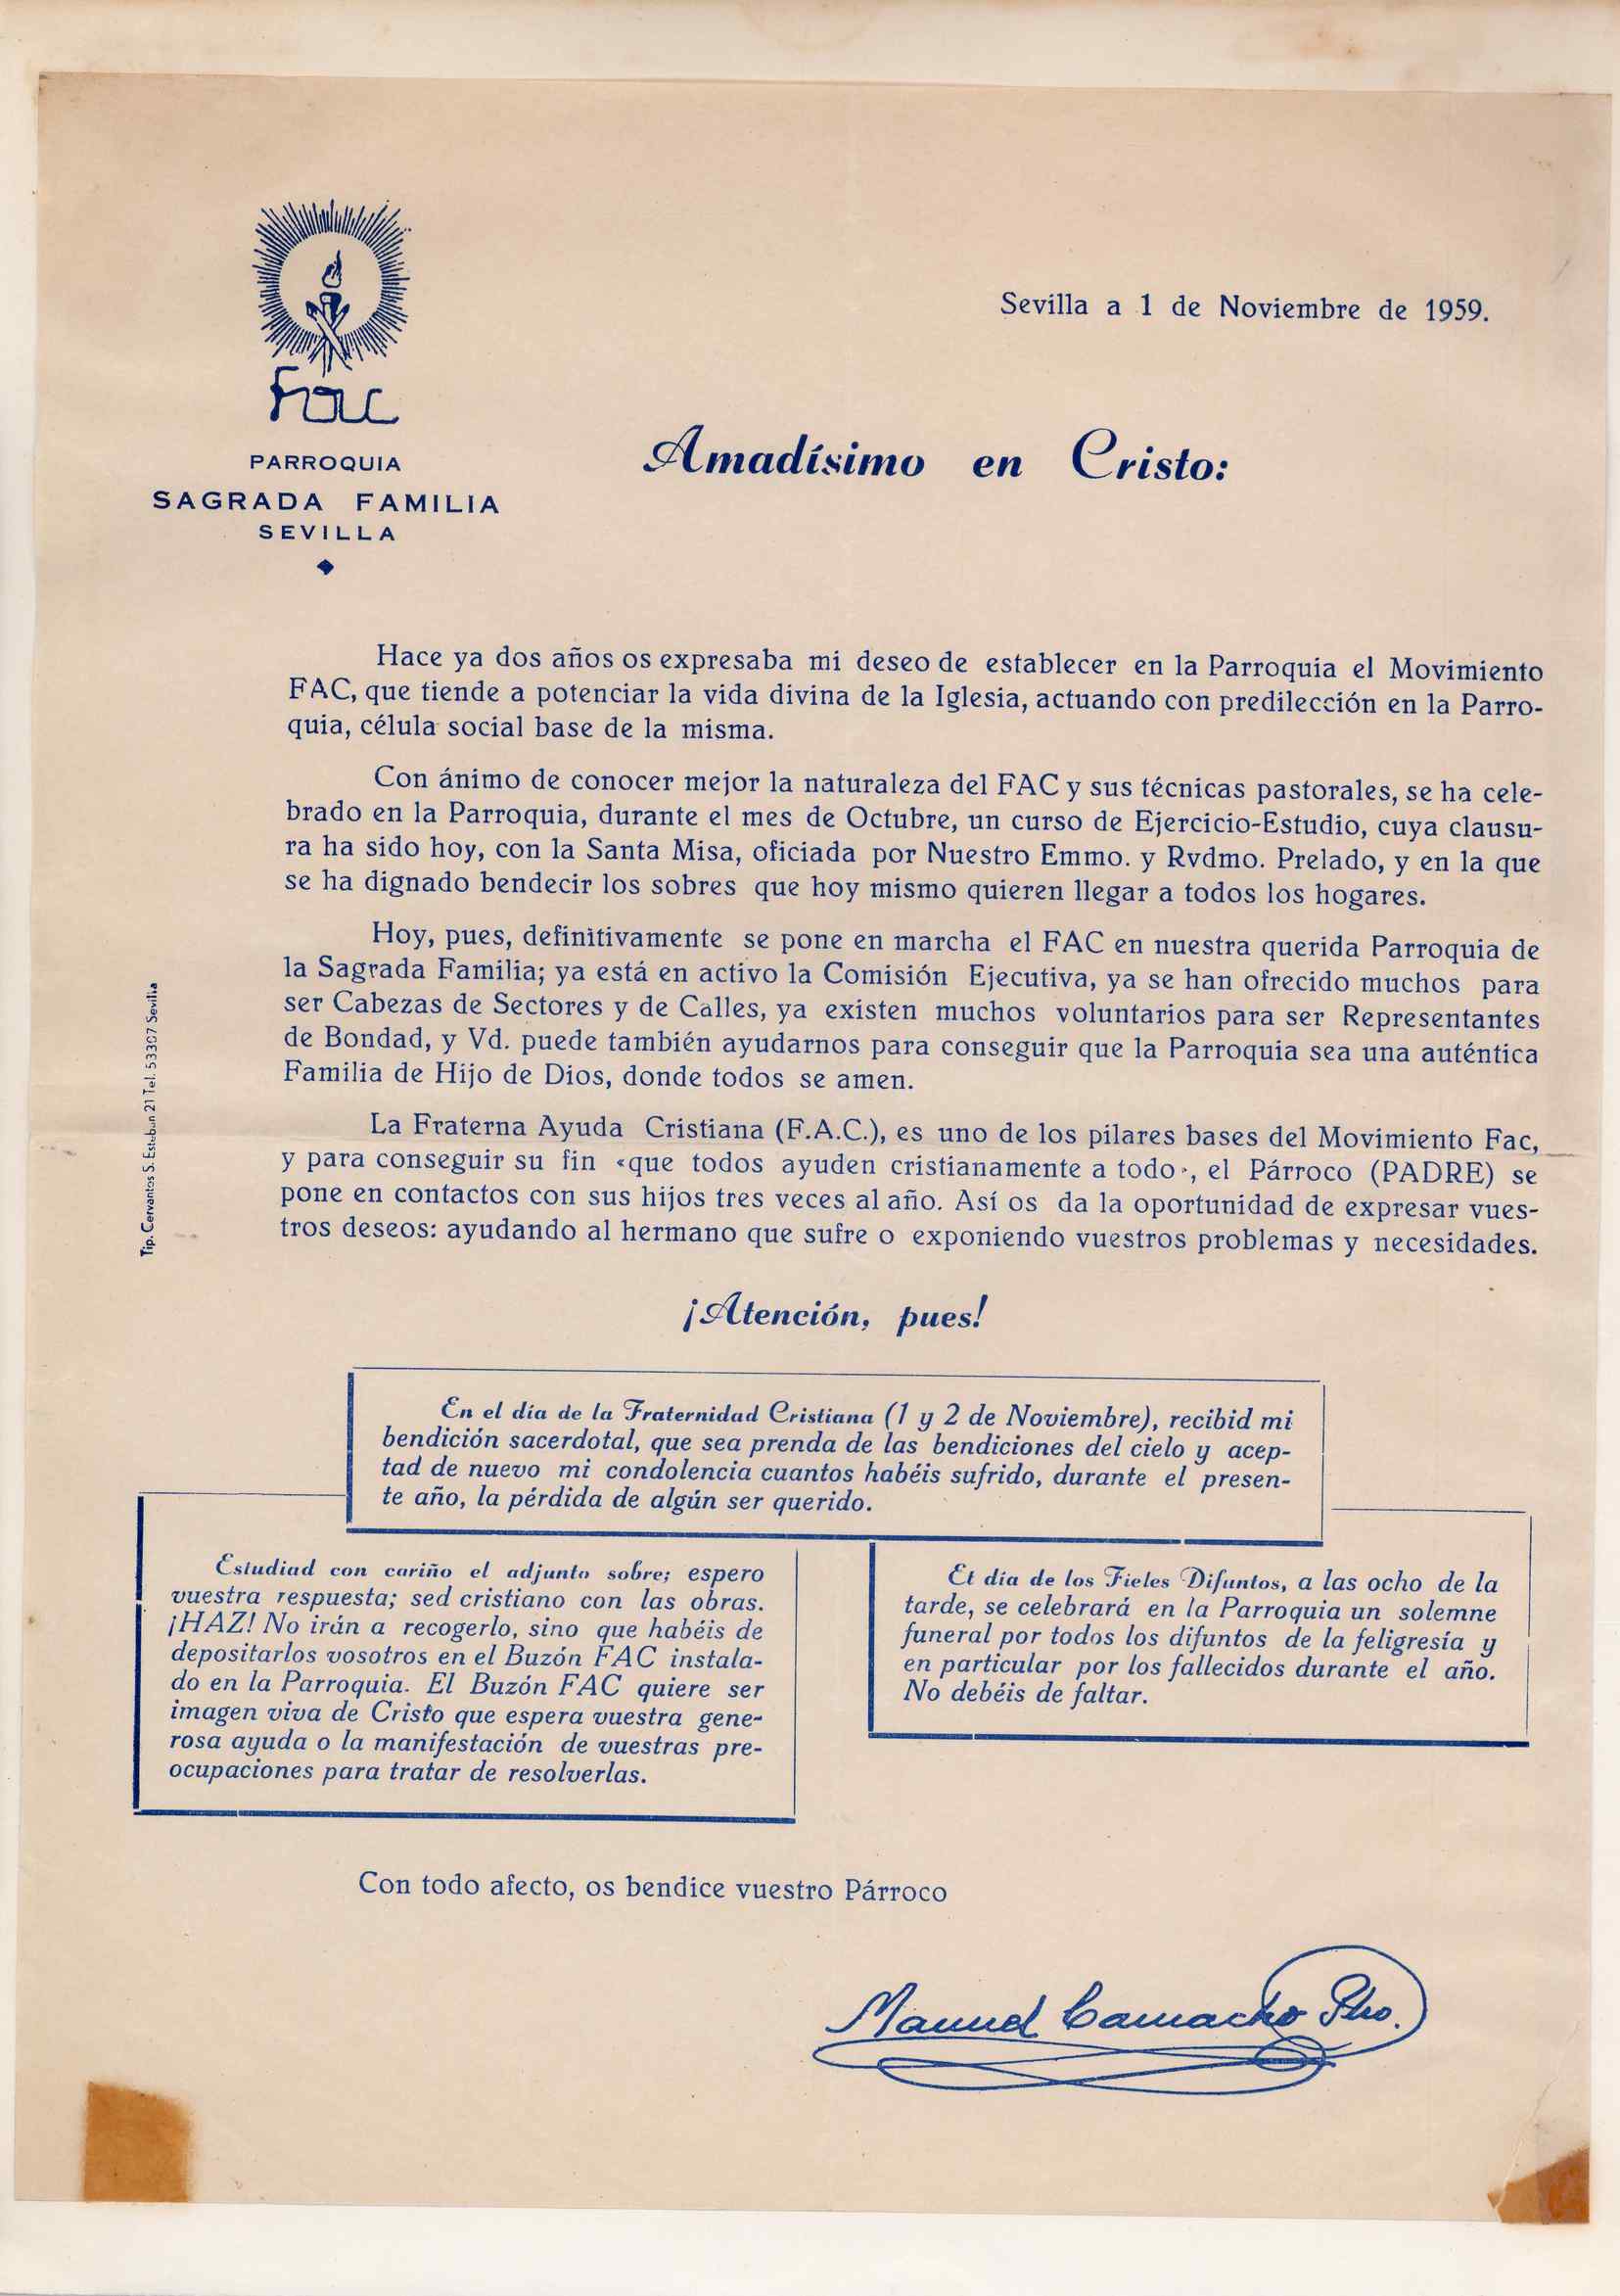 Fac
PARROQUIA
SAGRADA FAMILIA
SEVILLA
Sevilla a 1 de Noviembre de 1959.
Amadísimo en Cristo:
Hace ya dos años os expresaba mi deseo de establecer en la Parroquia el Movimiento
FAC, que tiende a potenciar la vida divina de la Iglesia, actuando con predilección en la Parro-
quia, célula social base de la misma.
Con ánimo de conocer mejor la naturaleza del FAC y sus técnicas pastorales, se ha cele-
brado en la Parroquia, durante el mes de Octubre, un curso de Ejercicio-Estudio, cuya clausu-
ra ha sido hoy, con la Santa Misa, oficiada por Nuestro Emmo. y Rvdmo. Prelado, y en la que
se ha dignado bendecir los sobres que hoy mismo quieren llegar a todos los hogares.
Hoy, pues, definitivamente se pone en marcha el FAC en nuestra querida Parroquia de
la Sagrada Familia; ya está en activo la Comisión Ejecutiva, ya se han ofrecido muchos para
ser Cabezas de Sectores y de Calles, ya existen muchos voluntarios para ser Representantes
de Bondad, y Vd. puede también ayudarnos para conseguir que la Parroquia sea una auténtica
Familia de Hijo de Dios, donde todos se amen.
La Fraterna Ayuda Cristiana (F.A.C.), es uno de los pilares bases del Movimiento Fac,
y para conseguir su fin «que todos ayuden cristianamente a todo», el Párroco (PADRE) se
pone en contactos con sus hijos tres veces al año. Así os da la oportunidad de expresar vues-
tros deseos: ayudando al hermano que sufre o exponiendo vuestros problemas y necesidades.
Tip. Cervantos S. Esteban 21 Tel. 53307 Sevilla
¡Atención, pues!
En el día de la Fraternidad Cristiana (1 y 2 de Noviembre), recibid mi
bendición sacerdotal, que sea prenda de las bendiciones del cielo y acep-
tad de nuevo mi condolencia cuantos habéis sufrido, durante el presen-
te año, la pérdida de algún ser querido.
Estudiad con cariño el adjunto sobre; espero
vuestra respuesta; sed cristiano con las obras.
¡HAZ! No irán a recogerlo, sino que habéis de
depositarlos vosotros en el Buzón FAC instala-
do en la Parroquia. El Buzón FAC quiere ser
imagen viva de Cristo que espera vuestra gene-
rosa ayuda o la manifestación de vuestras pre-
ocupaciones para tratar de resolverlas.
El día de los Fieles Difuntos, a las ocho de la
tarde, se celebrará en la Parroquia un solemne
funeral por todos los difuntos de la feligresía y
en particular por los fallecidos durante el año.
No debéis de faltar.
Con todo afecto, os bendice vuestro Párroco
Manuel Camacho Pbro.